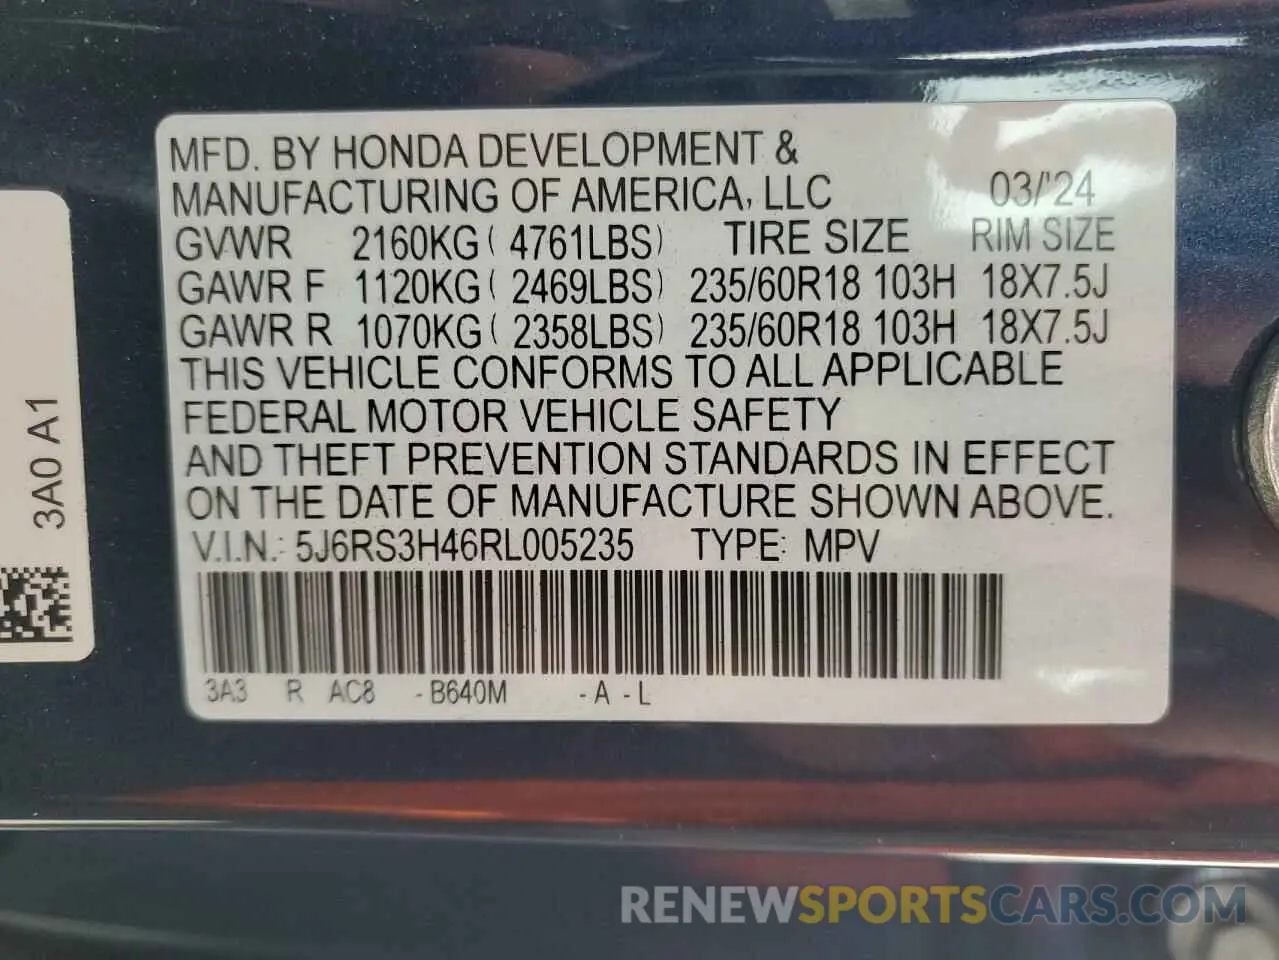 MFD. BY HONDA DEVELOPMENT &
MANUFACTURING OF AMERICA, LLC 03/'24
GVWR 2160KG ( 4761LBS) TIRE SIZE RIM SIZE
GAWR F 1120KG ( 2469LBS) 235/60R18 103H 18X7.5J
GAWR R 1070KG ( 2358LBS) 235/60R18 103H 18X7.5J
THIS VEHICLE CONFORMS TO ALL APPLICABLE
FEDERAL MOTOR VEHICLE SAFETY
AND THEFT PREVENTION STANDARDS IN EFFECT
ON THE DATE OF MANUFACTURE SHOWN ABOVE.
V.I.N.: 5J6RS3H46RL005235 TYPE: MPV
3A3 R AC8 -B640M -A -L
3A0 A1
RENEWSPORTSCARS.COM